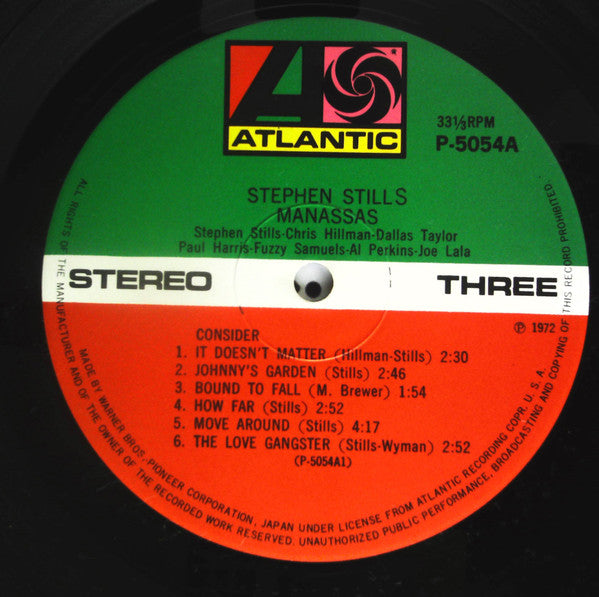 ATLANTIC
33⅓RPM
P-5054A
STEPHEN STILLS
MANASSAS
Stephen Stills-Chris Hillman-Dallas Taylor
Paul Harris-Fuzzy Samuels-Al Perkins-Joe Lala
STEREO THREE
℗ 1972
CONSIDER
1. IT DOESN'T MATTER (Hillman-Stills) 2:30
2. JOHNNY'S GARDEN (Stills) 2:46
3. BOUND TO FALL (M. Brewer) 1:54
4. HOW FAR (Stills) 2:52
5. MOVE AROUND (Stills) 4:17
6. THE LOVE GANGSTER (Stills-Wyman) 2:52
(P-5054A1)
MADE BY WARNER BROS. PIONEER CORPORATION, JAPAN UNDER LICENSE FROM ATLANTIC RECORDING COPR. U. S. A.
ALL RIGHTS OF THE MANUFACTURER AND OF THE OWNER OF THE RECORDED WORK RESERVED. UNAUTHORIZED PUBLIC PERFORMANCE, BROADCASTING AND COPYING OF THIS RECORD PROHIBITED.